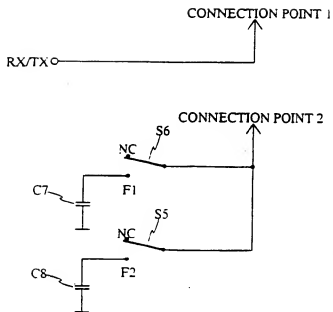 CONNECTION POINT 1
RX/TX
CONNECTION POINT 2
S6
NC
C7
F1
S5
NC
C8
F2